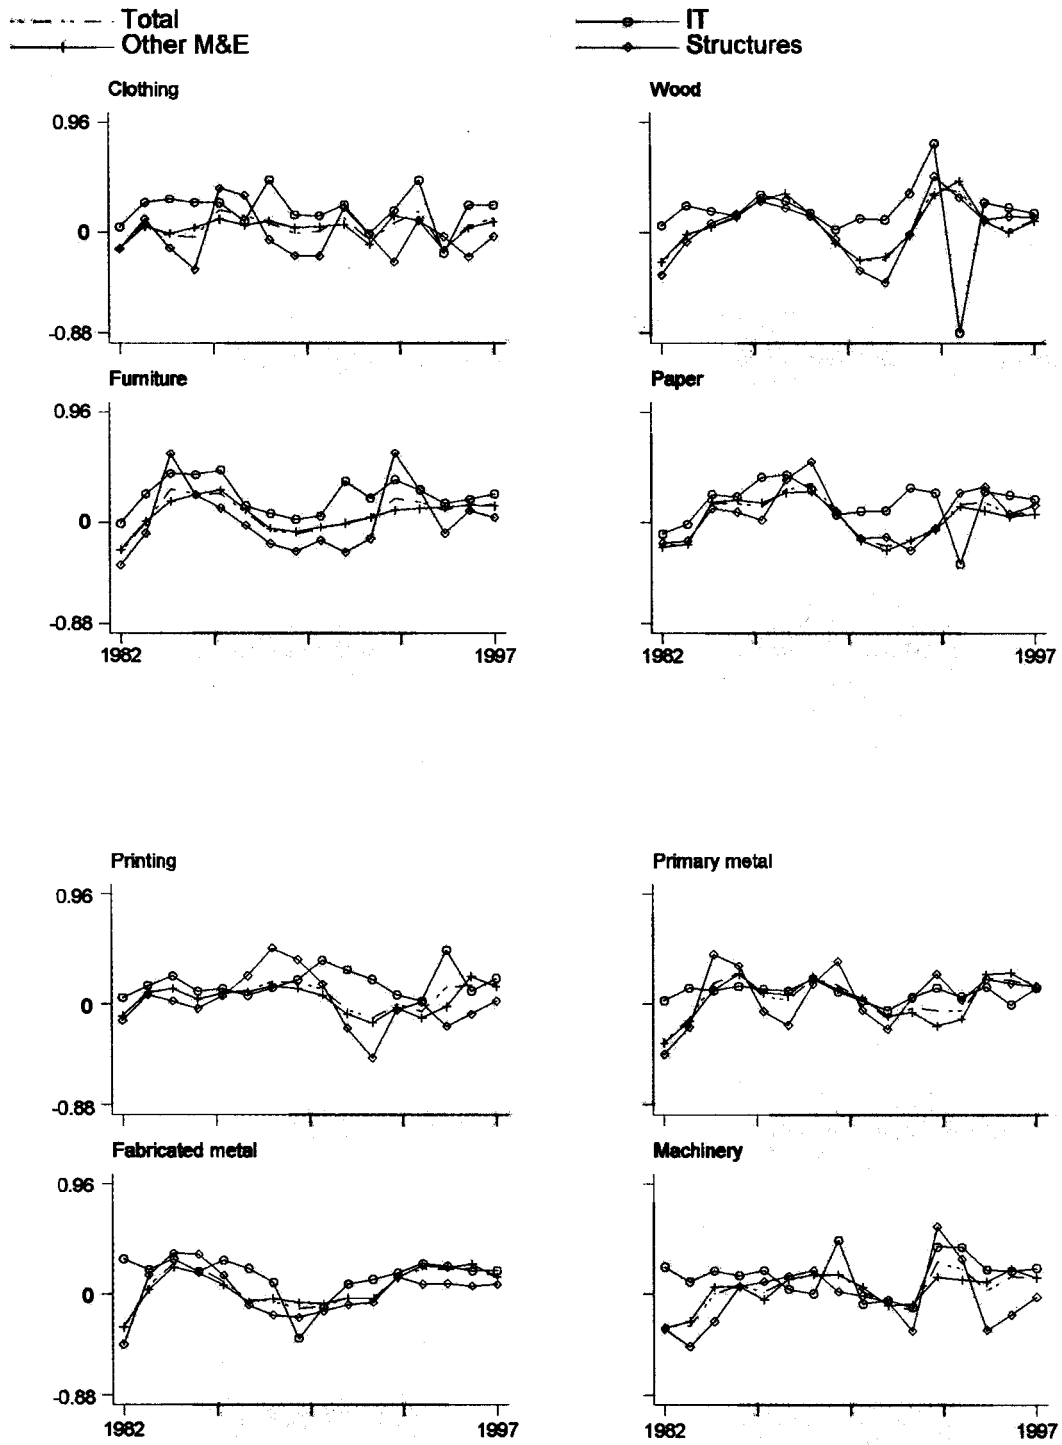 Total IT
Other M&E Structures
Clothing Wood
0.96
0
-0.88
Furniture Paper
0.96
0
-0.88
1982 1997 1982 1997
Printing Primary metal
0.96
0
-0.88
Fabricated metal Machinery
0.96
0
-0.88
1982 1997 1982 1997